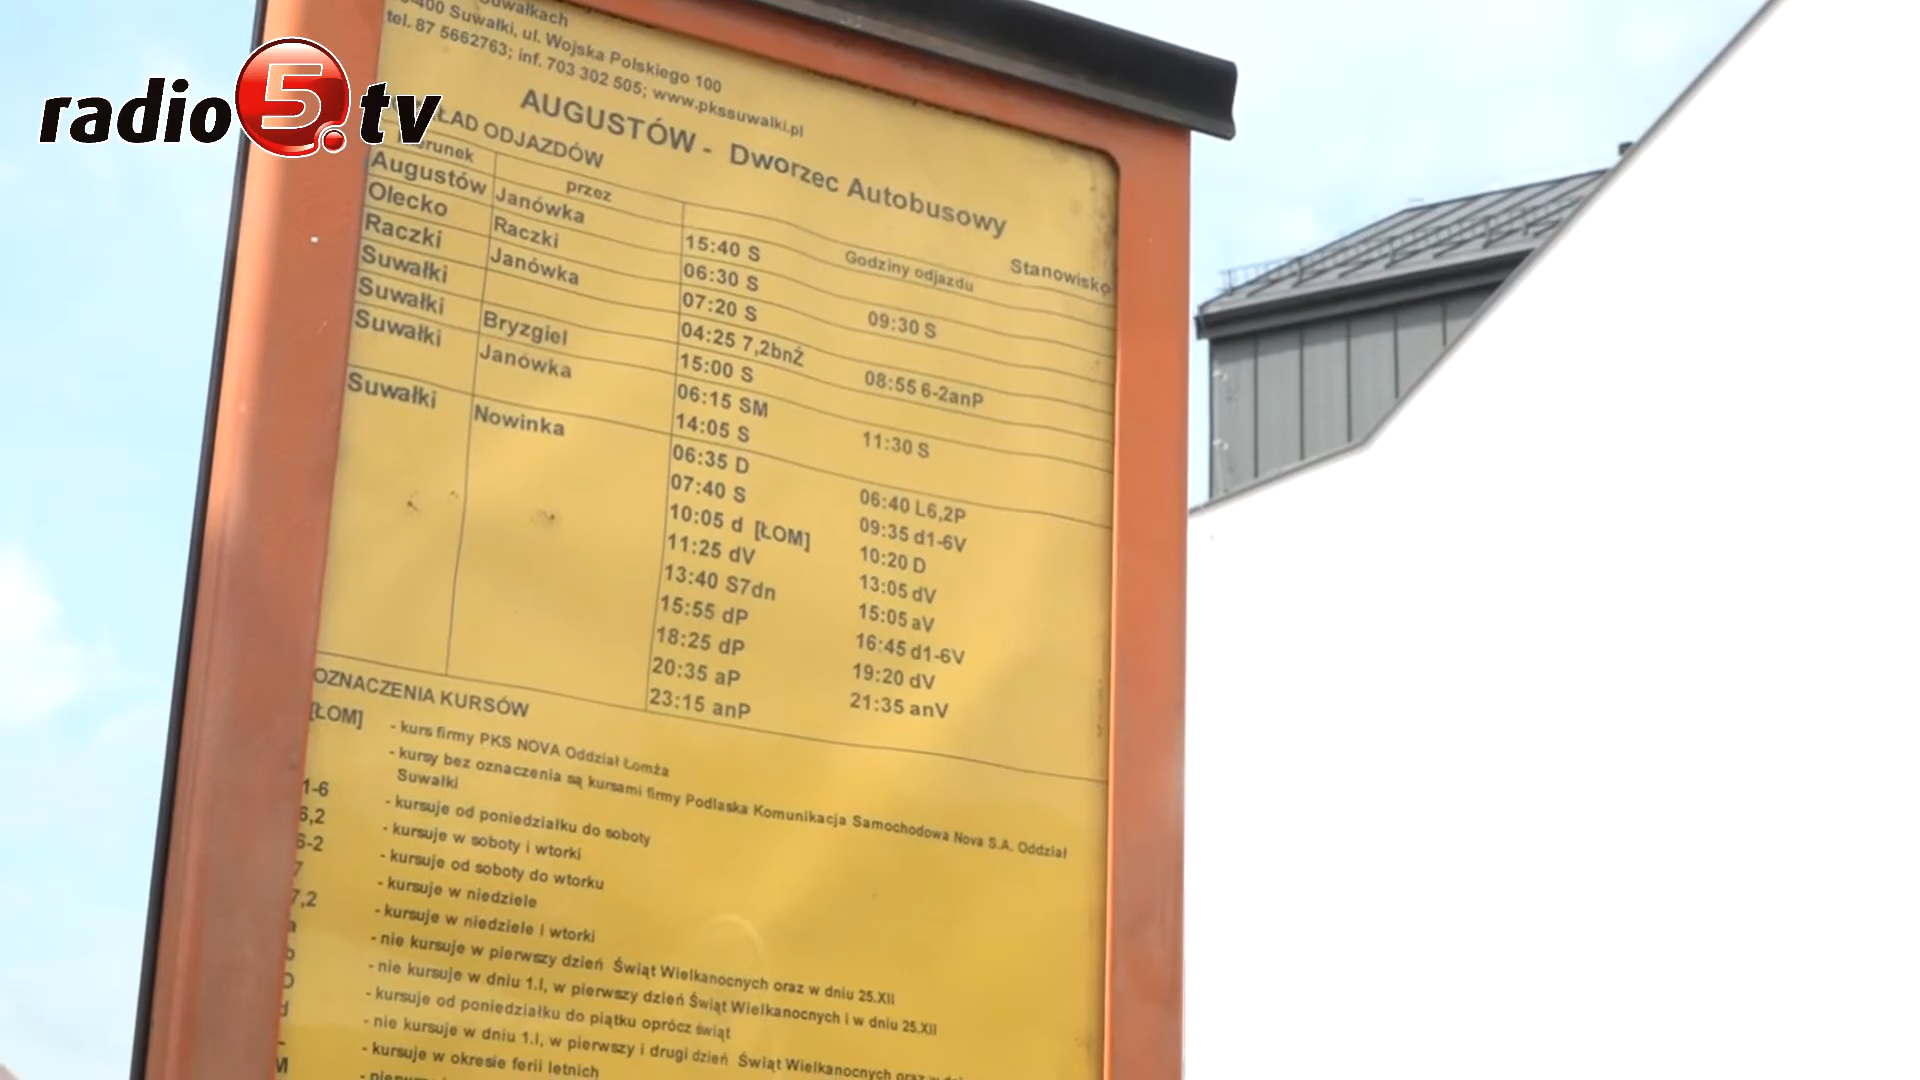 radio 5.tv
Suwałkach
-400 Suwałki, ul. Wojska Polskiego 100
tel. 87 5662763; inf. 703 302 505; www.pkssuwalki.pl
AUGUSTÓW - Dworzec Autobusowy
ŁAD ODJAZDÓW
runek przez Godziny odjazdu Stanowisko
Augustów Janówka 15:40 S
Olecko Raczki 06:30 S 09:30 S
Raczki Janówka 07:20 S
Suwałki 04:25 7,2bnŹ 08:55 6-2anP
Suwałki Bryzgiel 15:00 S
Suwałki Janówka 06:15 SM 11:30 S
14:05 S
Suwałki Nowinka 06:35 D 06:40 L6,2P
07:40 S 09:35 d1-6V
10:05 d [ŁOM] 10:20 D
11:25 dV 13:05 dV
13:40 S7dn 15:05 aV
15:55 dP 16:45 d1-6V
18:25 dP 19:20 dV
20:35 aP 21:35 anV
23:15 anP
OZNACZENIA KURSÓW
[ŁOM] - kurs firmy PKS NOVA Oddział Łomża
- kursy bez oznaczenia są kursami firmy Podlaska Komunikacja Samochodowa Nova S.A. Oddział
Suwałki
1-6 - kursuje od poniedziałku do soboty
6,2 - kursuje w soboty i wtorki
6-2 - kursuje od soboty do wtorku
7 - kursuje w niedziele
7,2 - kursuje w niedziele i wtorki
a - nie kursuje w pierwszy dzień Świąt Wielkanocnych oraz w dniu 25.XII
b - nie kursuje w dniu 1.I, w pierwszy dzień Świąt Wielkanocnych i w dniu 25.XII
D - kursuje od poniedziałku do piątku oprócz świąt
d - nie kursuje w dniu 1.I, w pierwszy i drugi dzień Świąt Wielkanocnych oraz w
- kursuje w okresie ferii letnich
M